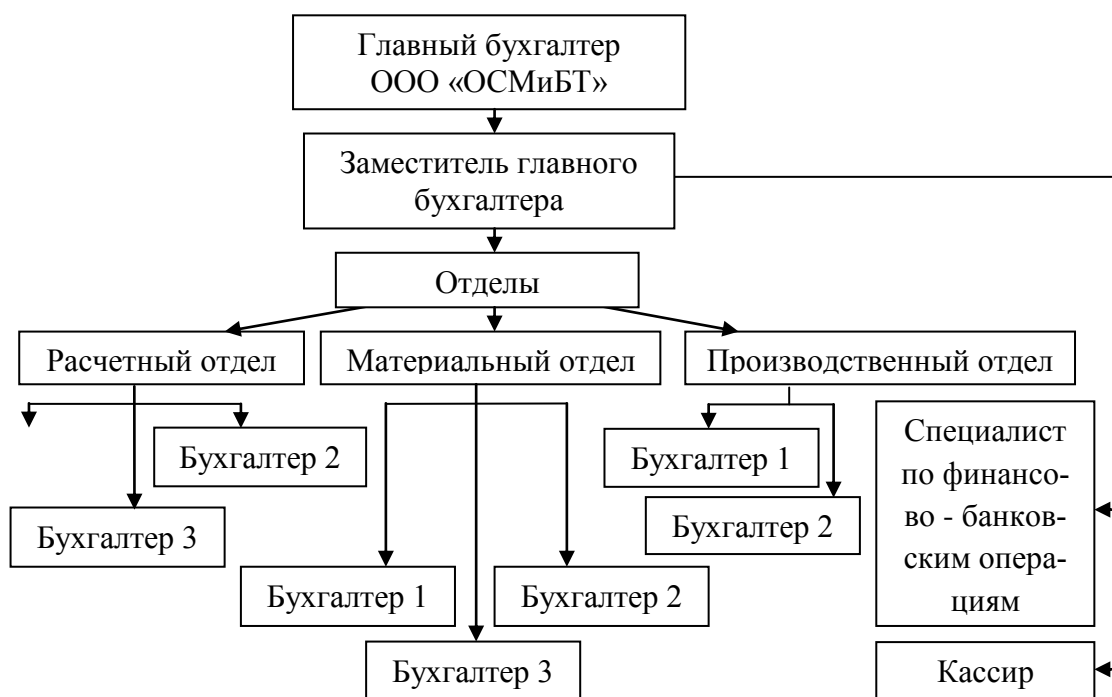 Главный бухгалтер
ООО «ОСМиБТ»
Заместитель главного
бухгалтера
Отделы
Расчетный отдел
Материальный отдел
Производственный отдел
Бухгалтер 2
Бухгалтер 3
Бухгалтер 1
Бухгалтер 2
Бухгалтер 3
Бухгалтер 1
Бухгалтер 2
Специалист
по финансо-
во - банков-
ским опера-
циям
Кассир